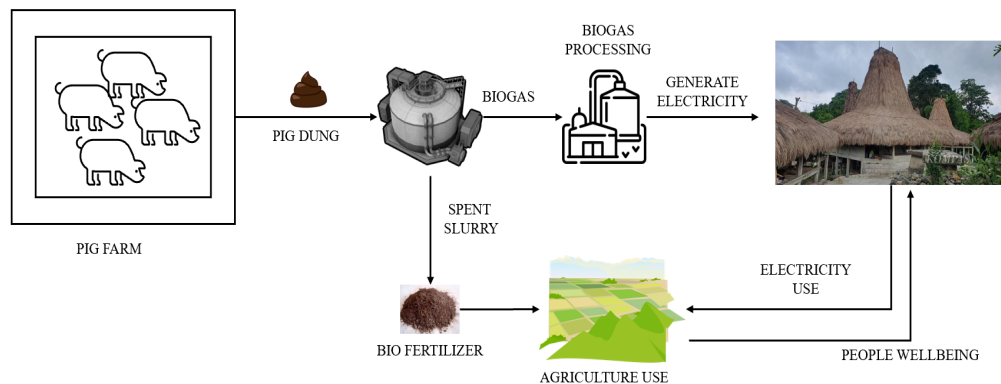 BIOGAS
PROCESSING
GENERATE
ELECTRICITY
BIOGAS
PIG DUNG
SPENT
SLURRY
PIG FARM
ELECTRICITY
USE
BIO FERTILIZER
AGRICULTURE USE
PEOPLE WELLBEING